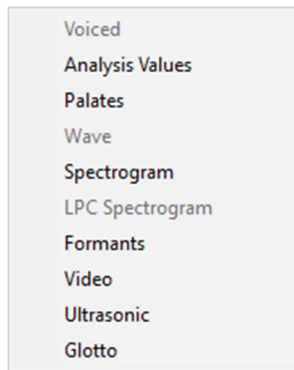 Voiced
Analysis Values
Palates
Wave
Spectrogram
LPC Spectrogram
Formants
Video
Ultrasonic
Glotto